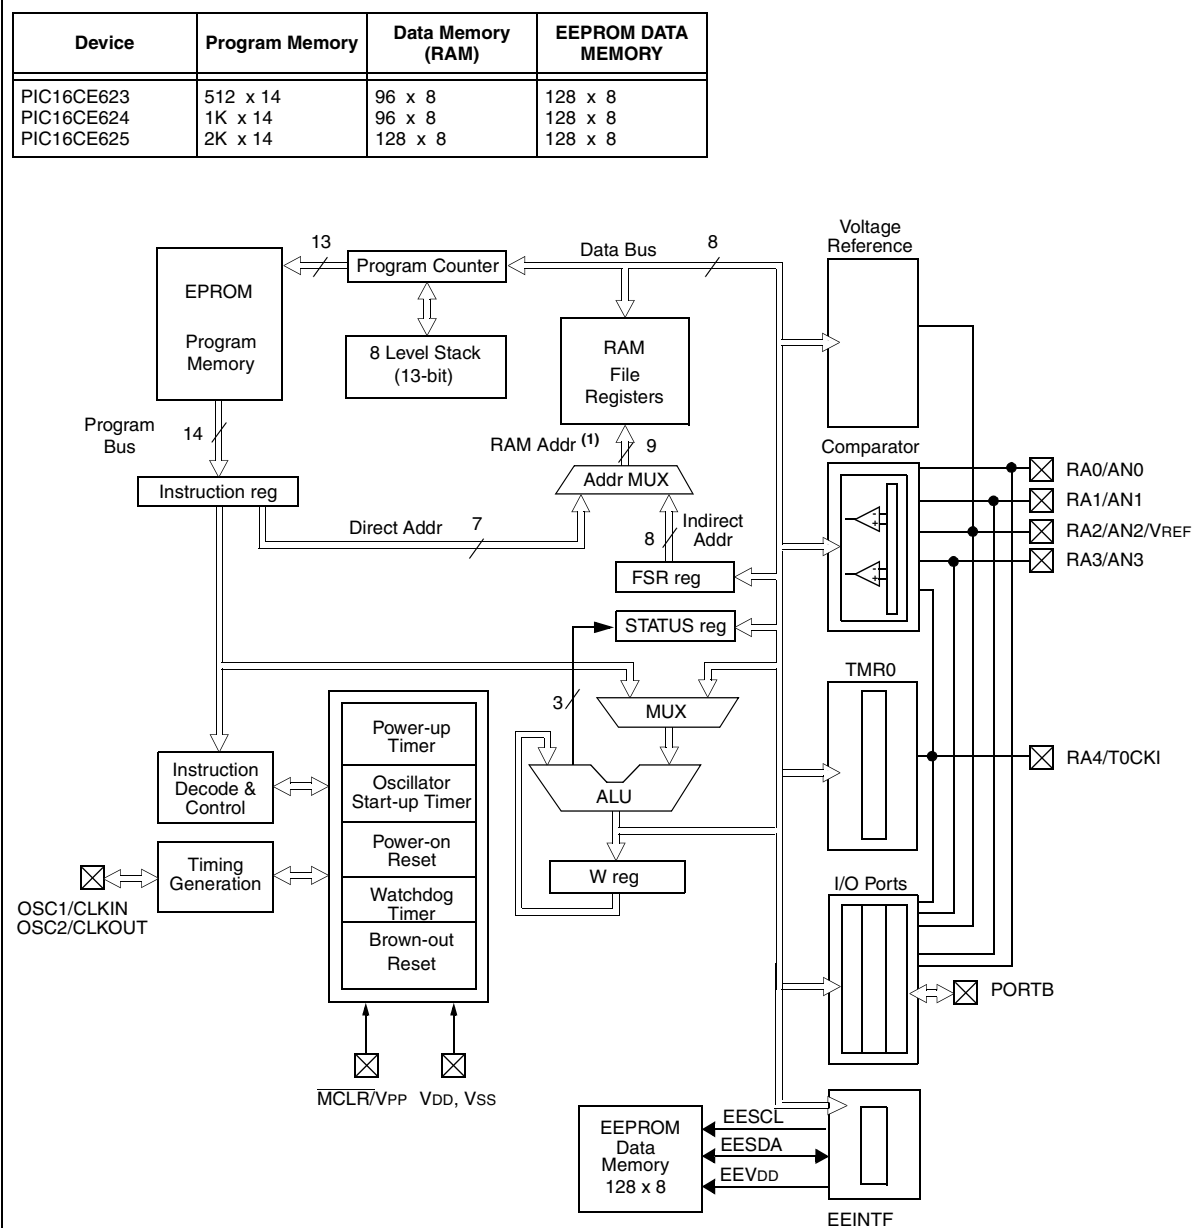 Device Program Memory Data Memory (RAM) EEPROM DATA MEMORY
PIC16CE623 512 x 14 96 x 8 128 x 8
PIC16CE624 1K x 14 96 x 8 128 x 8
PIC16CE625 2K x 14 128 x 8 128 x 8
Voltage
Reference
13
Data Bus
8
Program Counter
EPROM
Program
Memory
8 Level Stack
(13-bit)
RAM
File
Registers
Program
Bus
14
RAM Addr (1)
9
Comparator
Addr MUX
Instruction reg
Direct Addr
7
8
Indirect
Addr
-
+
-
+
RA0/AN0
RA1/AN1
RA2/AN2/VREF
RA3/AN3
FSR reg
STATUS reg
TMR0
3
MUX
Power-up
Timer
Instruction
Decode &
Control
Oscillator
Start-up Timer
ALU
RA4/T0CKI
Power-on
Reset
Timing
Generation
W reg
I/O Ports
Watchdog
Timer
OSC1/CLKIN
OSC2/CLKOUT
Brown-out
Reset
PORTB
MCLR/VPP
VDD, VSS
EEPROM
Data
Memory
128 x 8
EESCL
EESDA
EEVDD
EEINTF